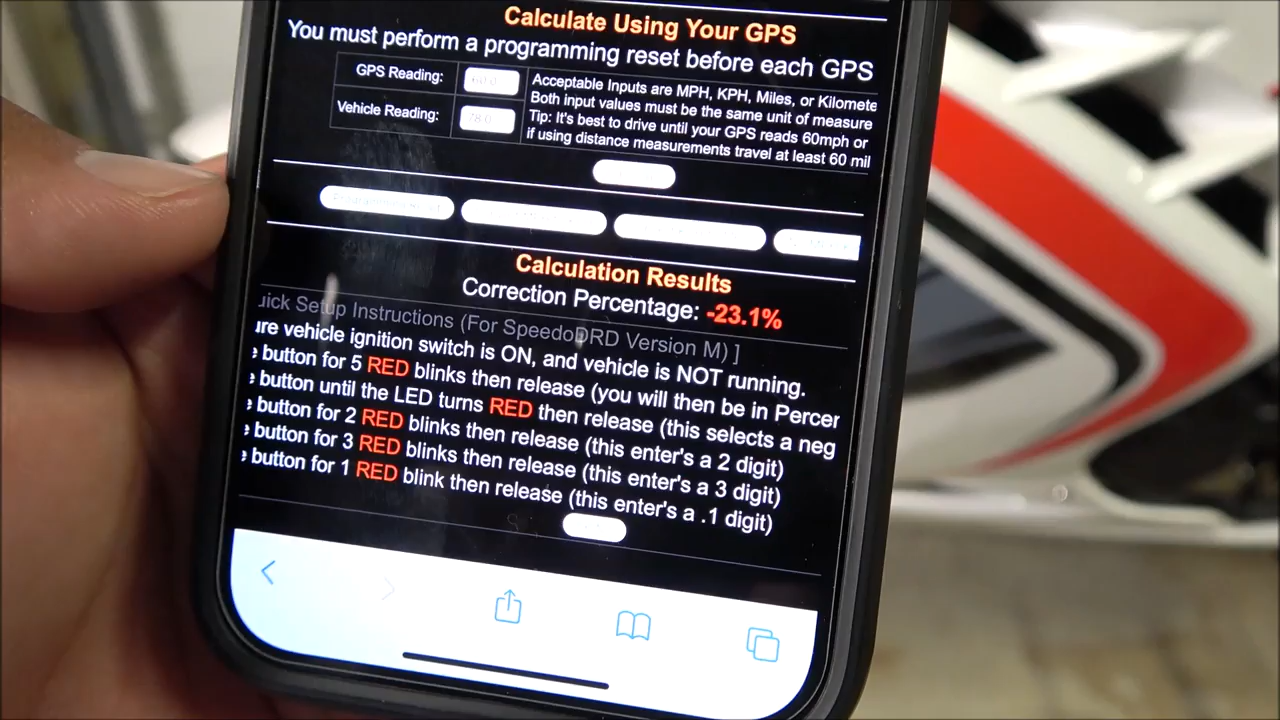 Calculate Using Your GPS
You must perform a programming reset before each GPS
GPS Reading: 60.0
Acceptable Inputs are MPH, KPH, Miles, or Kilomete
Both input values must be the same unit of measure
Vehicle Reading: 78.0
Tip: It's best to drive until your GPS reads 60mph or
if using distance measurements travel at least 60 mil
Calculation Results
Correction Percentage: -23.1%
uick Setup Instructions (For SpeedoDRD Version M) ]
ure vehicle ignition switch is ON, and vehicle is NOT running.
e button for 5 RED blinks then release (you will then be in Percer
e button until the LED turns RED then release (this selects a neg
e button for 2 RED blinks then release (this enter's a 2 digit)
e button for 3 RED blinks then release (this enter's a 3 digit)
e button for 1 RED blink then release (this enter's a .1 digit)